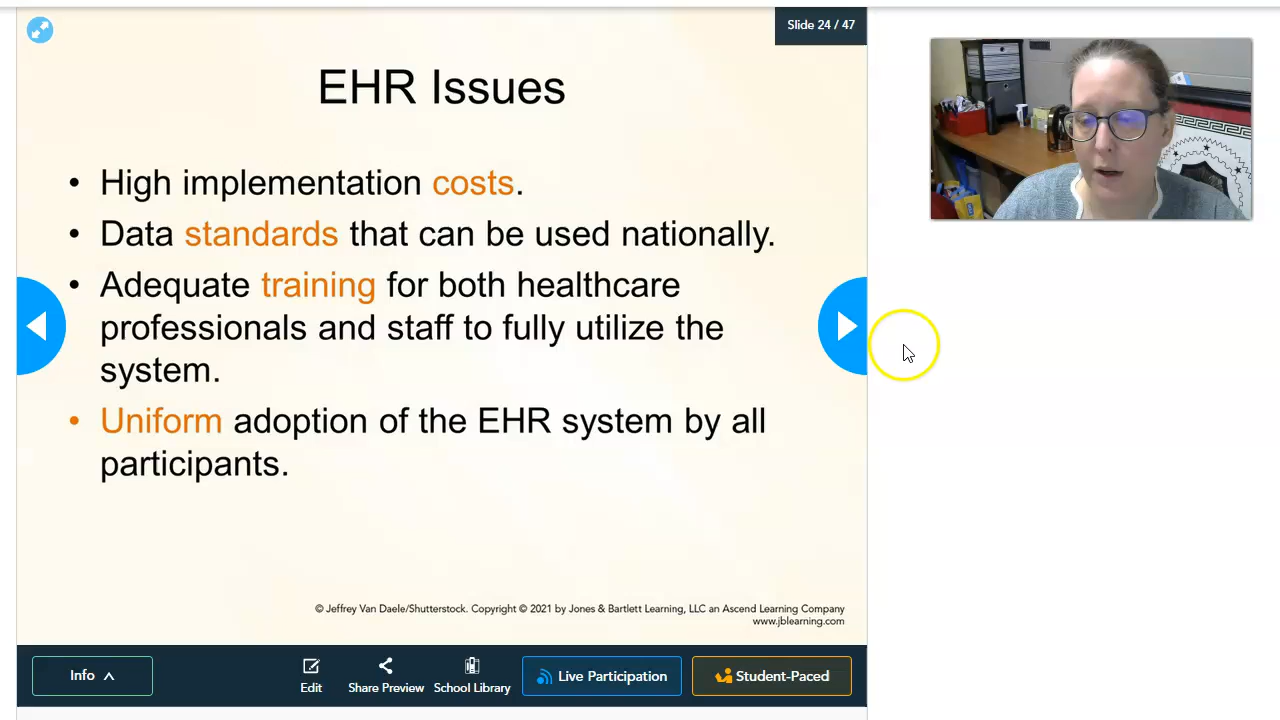 Slide 24 / 47
EHR Issues
• High implementation costs.
• Data standards that can be used nationally.
• Adequate training for both healthcare
professionals and staff to fully utilize the
system.
• Uniform adoption of the EHR system by all
participants.
© Jeffrey Van Daele/Shutterstock. Copyright © 2021 by Jones & Bartlett Learning, LLC an Ascend Learning Company
www.jblearning.com
Info
Edit
Share Preview
School Library
Live Participation
Student-Paced